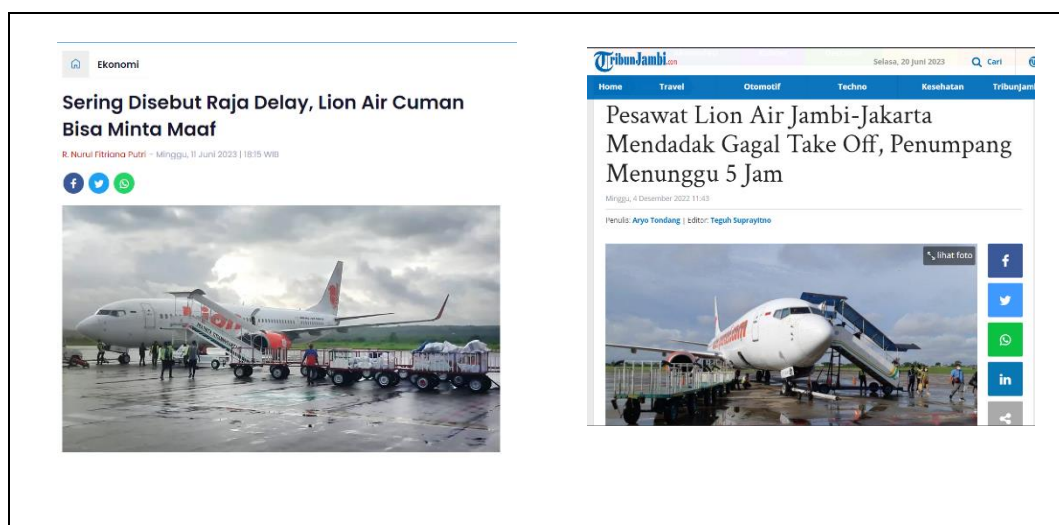 Ekonomi
Sering Disebut Raja Delay, Lion Air Cuman
Bisa Minta Maaf
R. Nurul Fitriana Putri - Minggu, 11 Juni 2023 | 18:15 WIB
Lion
TribunJambi.com
Selasa, 20 Juni 2023
Cari
Home Travel Otomotif Techno Kesehatan TribunJam
Pesawat Lion Air Jambi-Jakarta
Mendadak Gagal Take Off, Penumpang
Menunggu 5 Jam
Minggu, 4 Desember 2022 11:43
Penulis: Aryo Tondang | Editor: Teguh Suprayitno
lihat foto